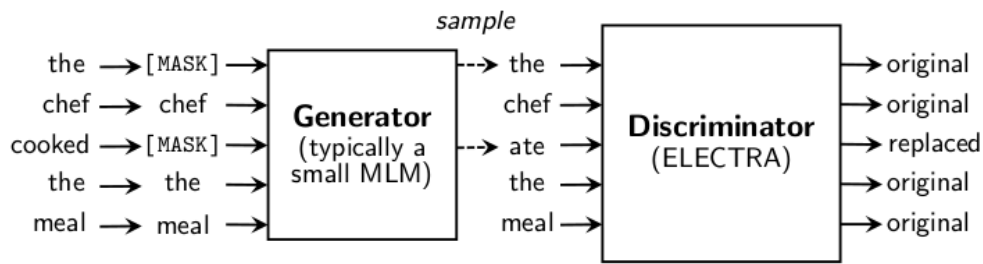 sample
the [MASK] the original
chef chef chef original
cooked [MASK] ate replaced
the the the original
meal meal meal original
Generator
(typically a
small MLM)
Discriminator
(ELECTRA)